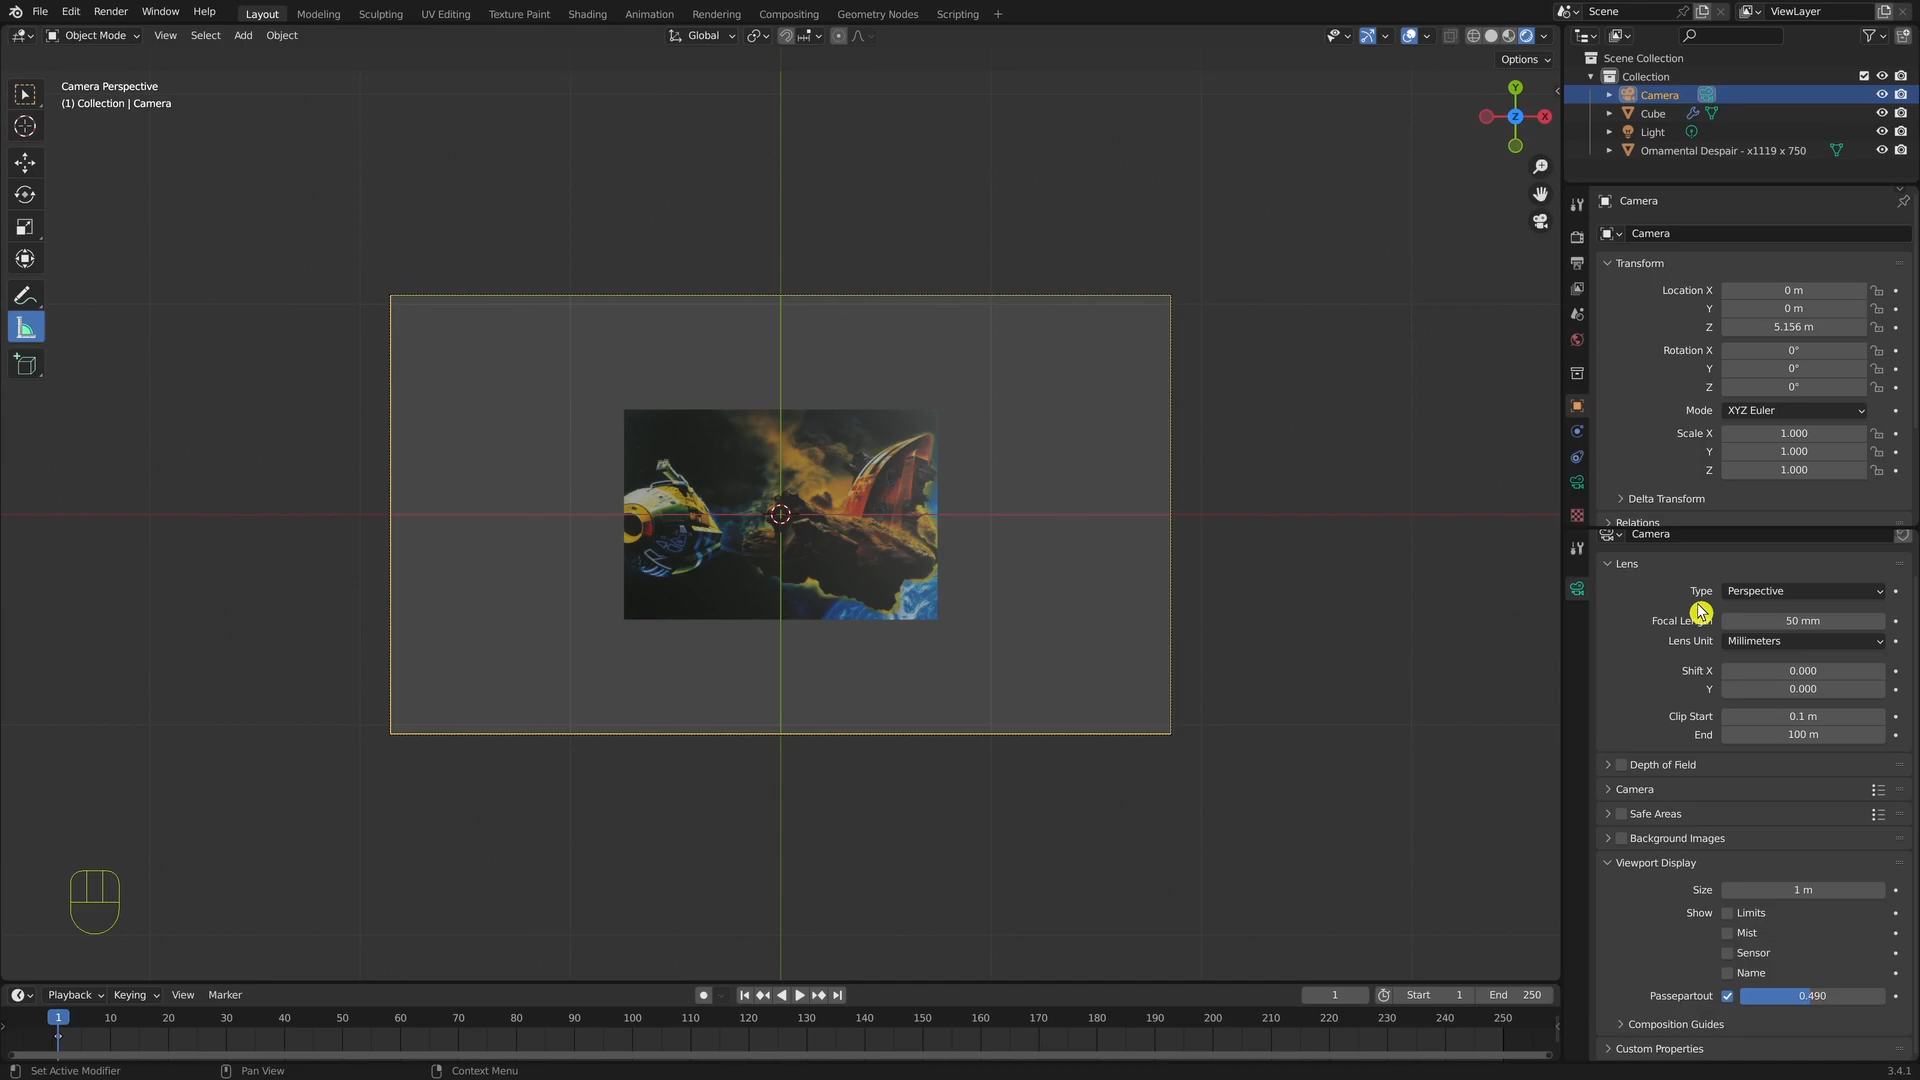 File Edit Render Window Help Layout Modeling Sculpting UV Editing Texture Paint Shading Animation Rendering Compositing Geometry Nodes Scripting + Scene ViewLayer
Object Mode View Select Add Object Global
Options
Camera Perspective
(1) Collection | Camera
Y
Z X
Scene Collection
Collection
Camera
Cube
Light
Ornamental Despair - x1119 x 750
Camera
Camera
Transform
Location X 0 m
Y 0 m
Z 5.156 m
Rotation X 0°
Y 0°
Z 0°
Mode XYZ Euler
Scale X 1.000
Y 1.000
Z 1.000
Delta Transform
Relations
Camera
Lens
Type Perspective
Focal Length 50 mm
Lens Unit Millimeters
Shift X 0.000
Y 0.000
Clip Start 0.1 m
End 100 m
Depth of Field
Camera
Safe Areas
Background Images
Viewport Display
Size 1 m
Show Limits
Mist
Sensor
Name
Passepartout 0.490
Composition Guides
Custom Properties
Playback Keying View Marker 1 Start 1 End 250
1 10 20 30 40 50 60 70 80 90 100 110 120 130 140 150 160 170 180 190 200 210 220 230 240 250
Set Active Modifier Pan View Context Menu 3.4.1